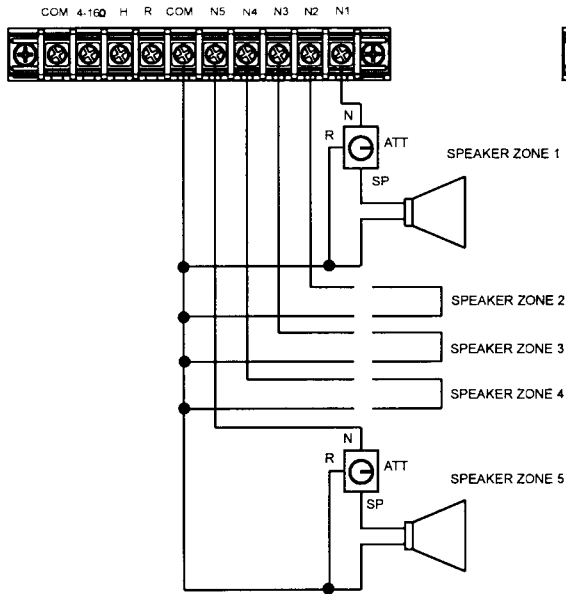 COM 4-16Ω H R COM N5 N4 N3 N2 N1
N
R ATT
SP
SPEAKER ZONE 1
SPEAKER ZONE 2
SPEAKER ZONE 3
SPEAKER ZONE 4
N
R ATT
SP
SPEAKER ZONE 5